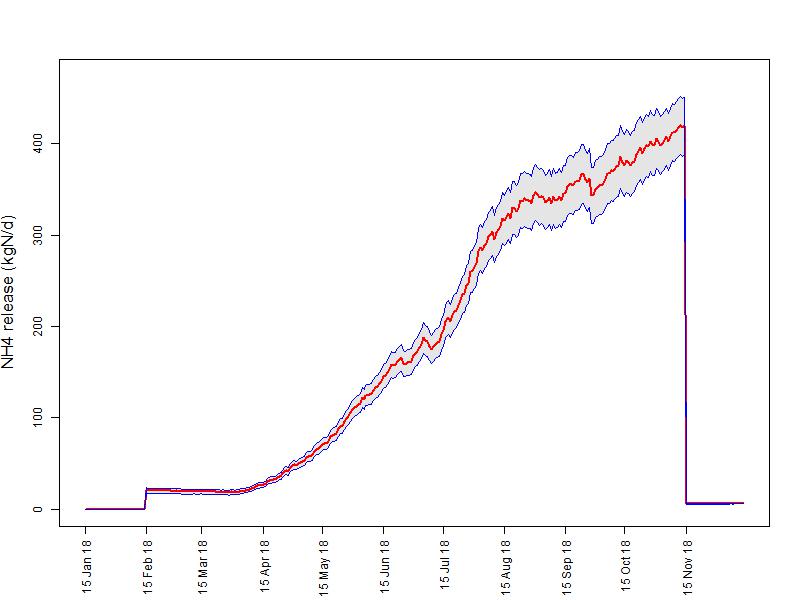 NH4 release (kgN/d)
400
300
200
100
0
15 Jan 18
15 Feb 18
15 Mar 18
15 Apr 18
15 May 18
15 Jun 18
15 Jul 18
15 Aug 18
15 Sep 18
15 Oct 18
15 Nov 18